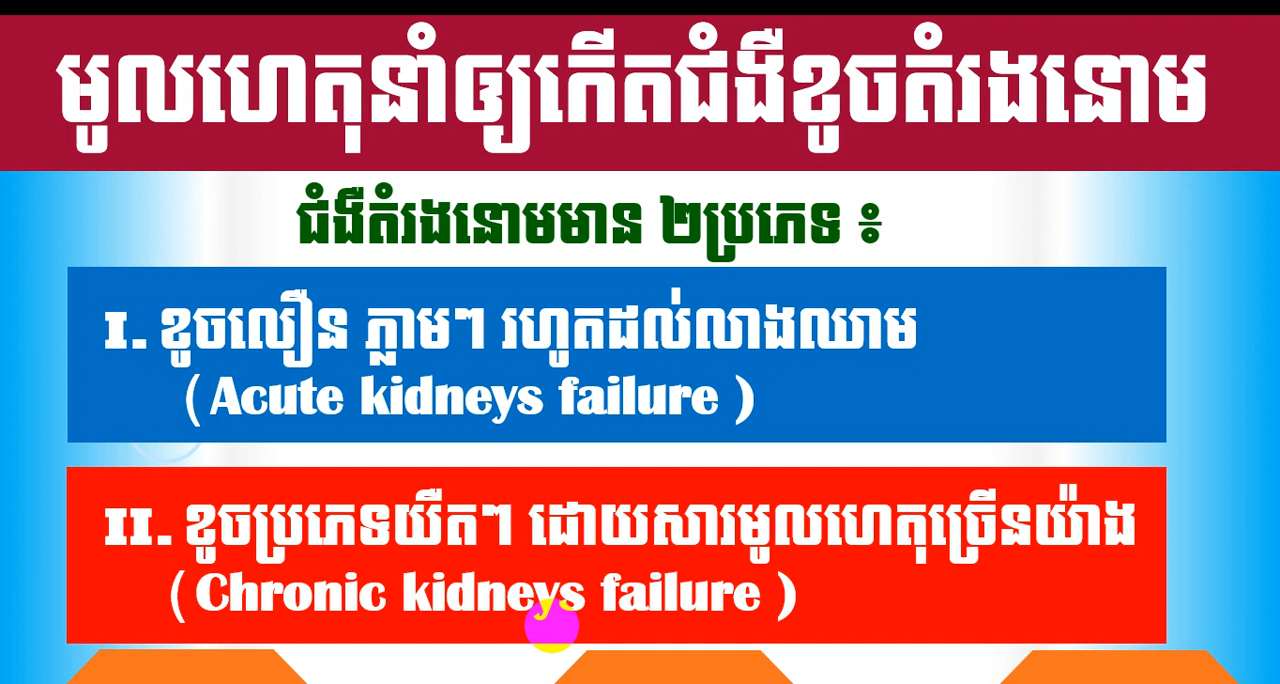 មូលហេតុនាំឲ្យកើតជំងឺខូចតំរងនោម
ជំងឺតំរងនោមមាន ២ប្រភេទ ៖
I. ខូចលឿន ភ្លាមៗ រហូតដល់លាងឈាម
( Acute kidneys failure )
II. ខូចប្រភេទយឺតៗ ដោយសារមូលហេតុច្រើនយ៉ាង
( Chronic kidneys failure )